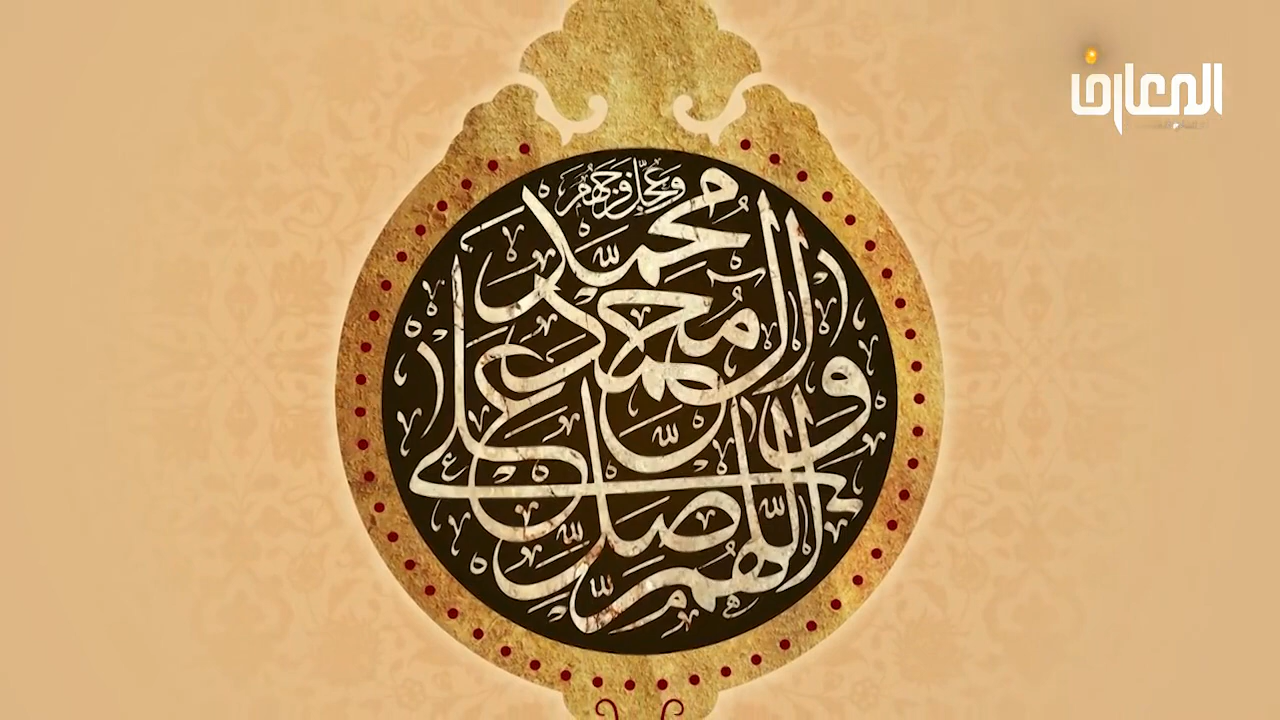 المعارف
اللهم صل على محمد وآل محمد
وعجل فرجهم